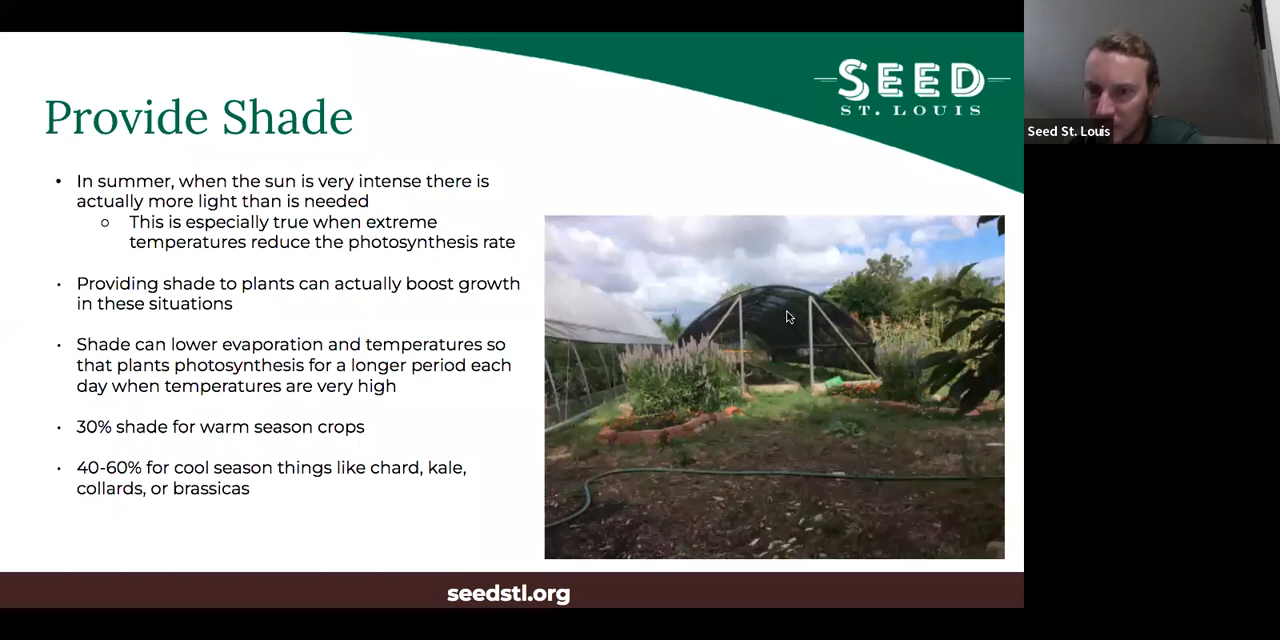 SEED
ST. LOUIS
Provide Shade
• In summer, when the sun is very intense there is
actually more light than is needed
○ This is especially true when extreme
temperatures reduce the photosynthesis rate
• Providing shade to plants can actually boost growth
in these situations
• Shade can lower evaporation and temperatures so
that plants photosynthesis for a longer period each
day when temperatures are very high
• 30% shade for warm season crops
• 40-60% for cool season things like chard, kale,
collards, or brassicas
seedstl.org
Seed St. Louis